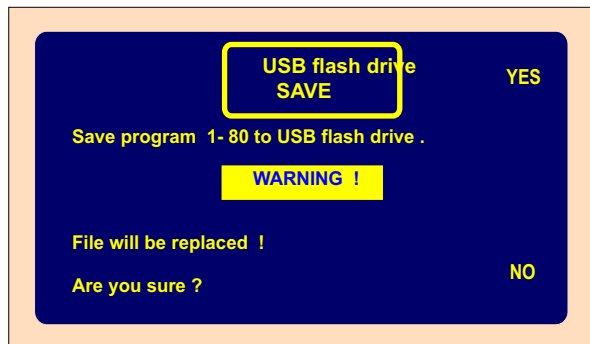 USB flash drive
SAVE
YES
Save program 1- 80 to USB flash drive .
WARNING !
File will be replaced !
Are you sure ?
NO